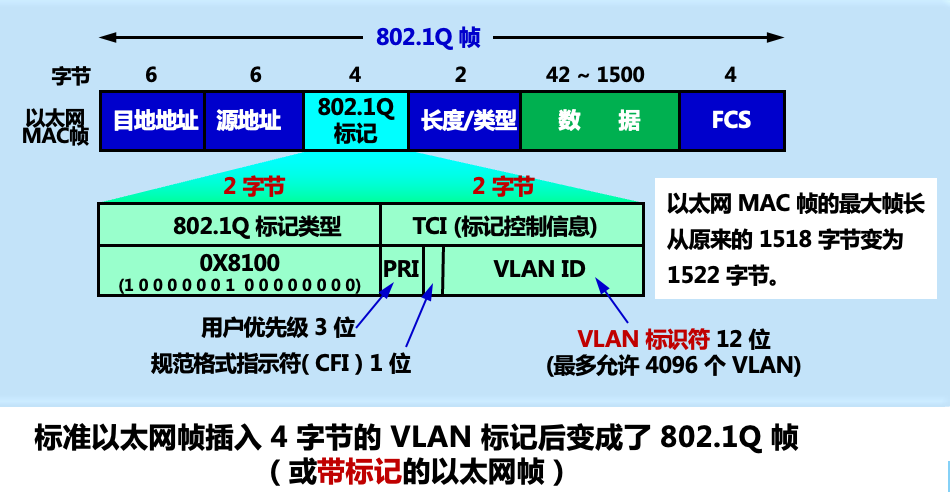 802.1Q 帧
字节 6 6 4 2 42 ~ 1500 4
以太网
MAC帧
目地地址 源地址 802.1Q
标记
长度/类型 数 据 FCS
2 字节 2 字节
802.1Q 标记类型 TCI (标记控制信息)
0X8100
(1 0 0 0 0 0 0 1 0 0 0 0 0 0 0 0)
PRI VLAN ID
以太网 MAC 帧的最大帧长
从原来的 1518 字节变为
1522 字节。
用户优先级 3 位
规范格式指示符( CFI ) 1 位
VLAN 标识符 12 位
(最多允许 4096 个 VLAN)
标准以太网帧插入 4 字节的 VLAN 标记后变成了 802.1Q 帧
( 或带标记的以太网帧 )